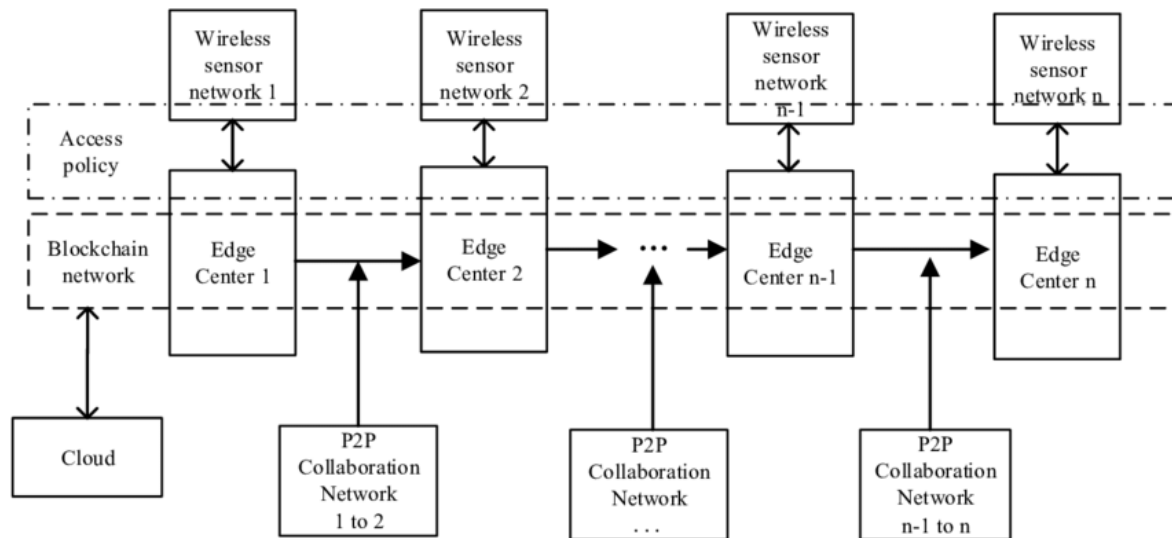 Wireless
sensor
network 1
Wireless
sensor
network 2
Wireless
sensor
network
n-1
Wireless
sensor
network n
Access
policy
Blockchain
network
Edge
Center 1
Edge
Center 2
...
Edge
Center n-1
Edge
Center n
Cloud
P2P
Collaboration
Network
1 to 2
P2P
Collaboration
Network
. . .
P2P
Collaboration
Network
n-1 to n